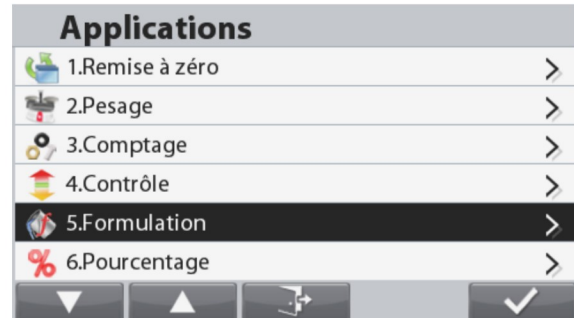 Applications
1.Remise à zéro
2.Pesage
3.Comptage
4.Contrôle
5.Formulation
6.Pourcentage